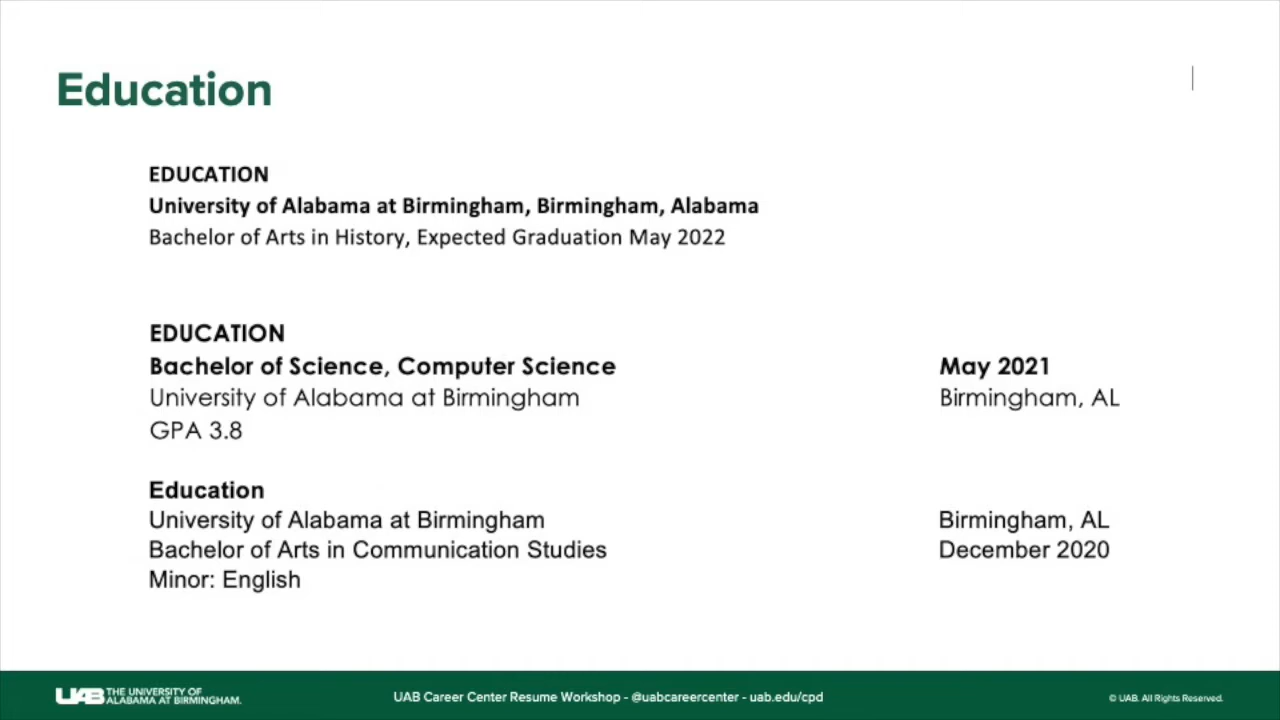 Education
EDUCATION
University of Alabama at Birmingham, Birmingham, Alabama
Bachelor of Arts in History, Expected Graduation May 2022
EDUCATION
Bachelor of Science, Computer Science May 2021
University of Alabama at Birmingham Birmingham, AL
GPA 3.8
Education
University of Alabama at Birmingham Birmingham, AL
Bachelor of Arts in Communication Studies December 2020
Minor: English
UAB THE UNIVERSITY OF
ALABAMA AT BIRMINGHAM.
UAB Career Center Resume Workshop - @uabcareercenter - uab.edu/cpd
© UAB. All Rights Reserved.